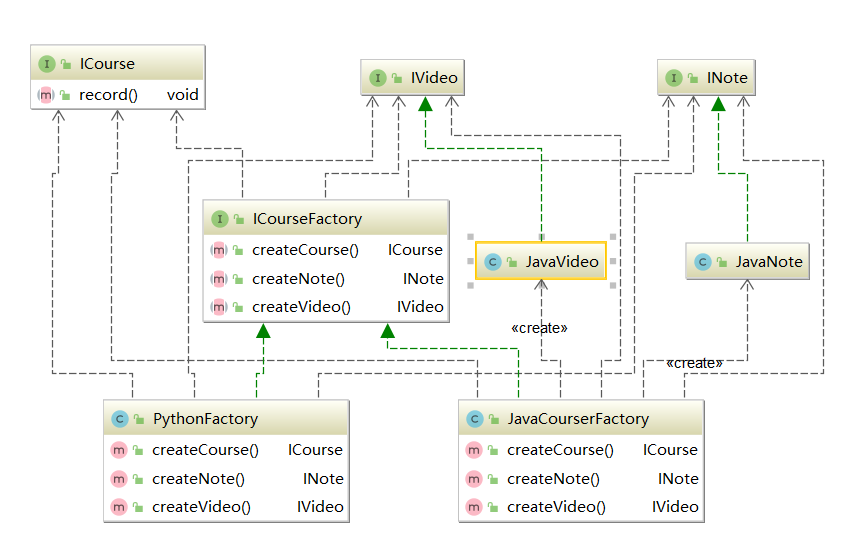 ICourse
record() void
IVideo
INote
ICourseFactory
createCourse() ICourse
createNote() INote
createVideo() IVideo
JavaVideo
JavaNote
«create»
«create»
PythonFactory
createCourse() ICourse
createNote() INote
createVideo() IVideo
JavaCourserFactory
createCourse() ICourse
createNote() INote
createVideo() IVideo